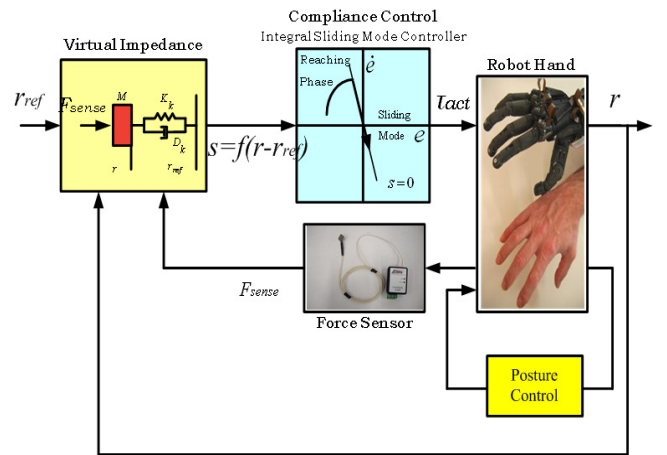 Compliance Control
Integral Sliding Mode Controller
Virtual Impedance
Robot Hand
r_ref
F_sense
M
K_k
D_k
r
r_ref
s=f(r-r_ref)
Reaching
Phase
ė
Sliding
Mode
e
s=0
τact
r
F_sense
Force Sensor
Posture
Control